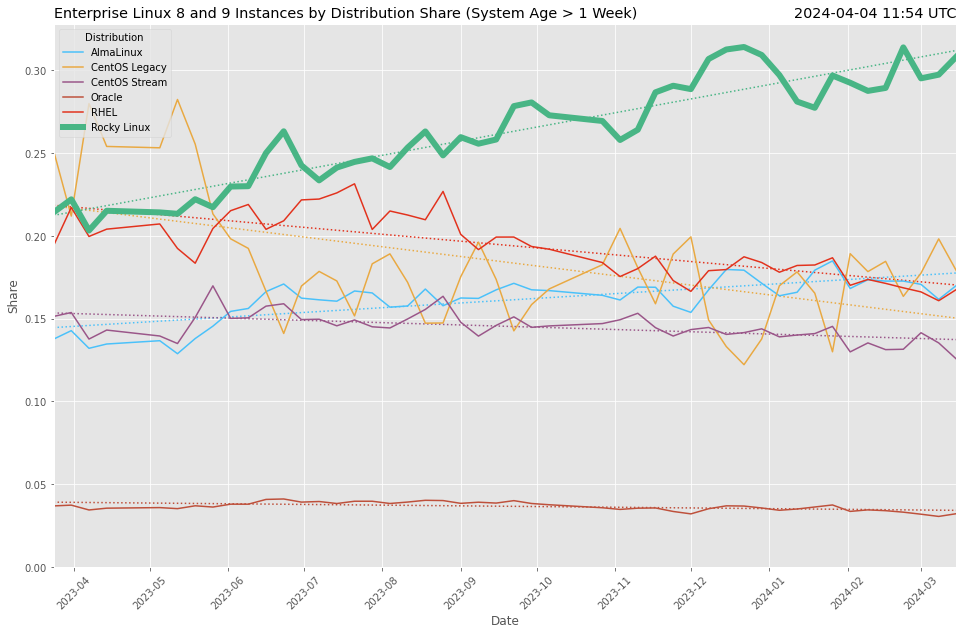 Enterprise Linux 8 and 9 Instances by Distribution Share (System Age > 1 Week)
2024-04-04 11:54 UTC
Distribution
AlmaLinux
CentOS Legacy
CentOS Stream
Oracle
RHEL
Rocky Linux
Share
0.30
0.25
0.20
0.15
0.10
0.05
0.00
2023-04
2023-05
2023-06
2023-07
2023-08
2023-09
2023-10
2023-11
2023-12
2024-01
2024-02
2024-03
Date